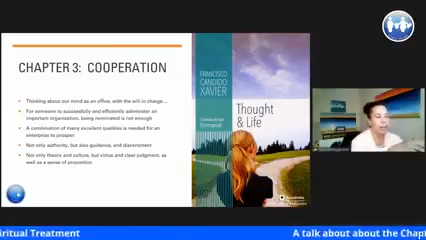 CHAPTER 3: COOPERATION
Thinking about our mind as an office, with the will in charge...
For someone to successfully and efficiently administer an
important organization, being nominated is not enough
A combination of many excellent qualities is needed for an
enterprise to prosper
Not only authority, but also guidance, and discernment
Not only theory and culture, but virtue and clear judgment, as
well as a sense of proportion
FRANCISCO
CANDIDO
XAVIER
Thought
& Life
Emmanuel
iritual Treatment
A talk about about the Chap